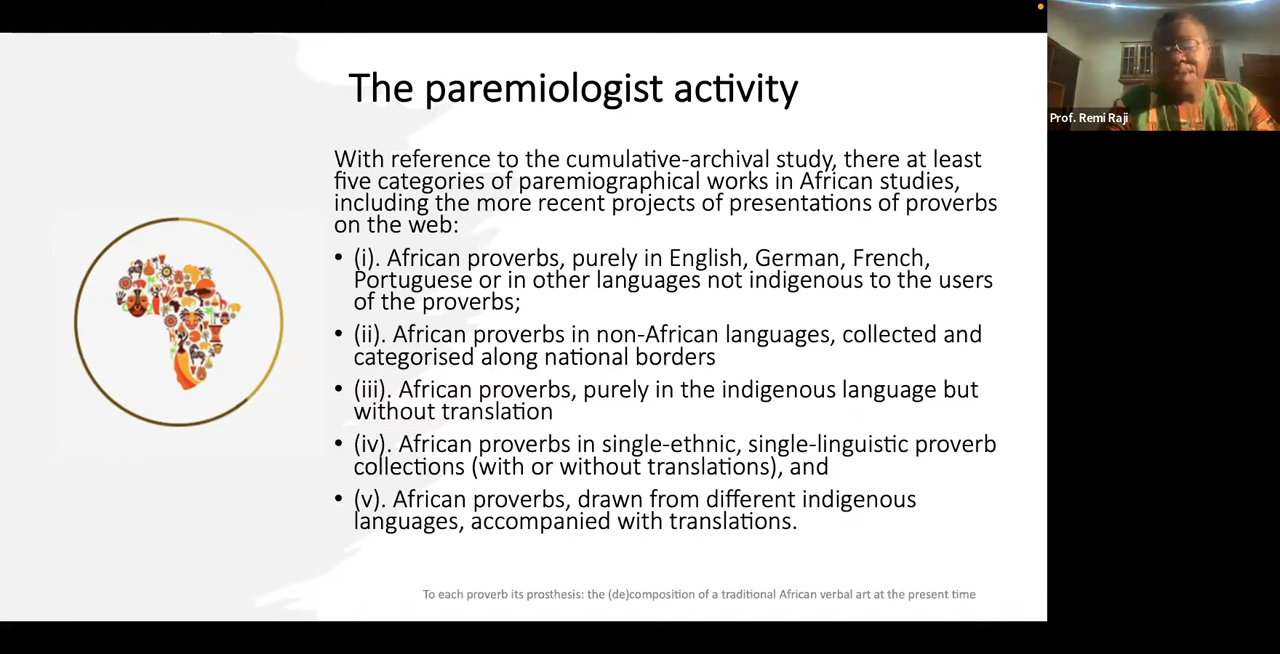 The paremiologist activity
Prof. Remi Raji
With reference to the cumulative-archival study, there at least
five categories of paremiographical works in African studies,
including the more recent projects of presentations of proverbs
on the web:
• (i). African proverbs, purely in English, German, French,
Portuguese or in other languages not indigenous to the users
of the proverbs;
• (ii). African proverbs in non-African languages, collected and
categorised along national borders
• (iii). African proverbs, purely in the indigenous language but
without translation
• (iv). African proverbs in single-ethnic, single-linguistic proverb
collections (with or without translations), and
• (v). African proverbs, drawn from different indigenous
languages, accompanied with translations.
To each proverb its prosthesis: the (de)composition of a traditional African verbal art at the present time